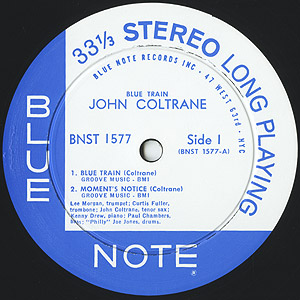 33⅓ STEREO LONG PLAYING
BLUE NOTE RECORDS INC · 47 WEST 63rd · NYC
BLUE TRAIN
JOHN COLTRANE
BNST 1577
Side 1
(BNST 1577-A)
1. BLUE TRAIN (Coltrane)
GROOVE MUSIC - BMI
2. MOMENT'S NOTICE (Coltrane)
GROOVE MUSIC - BMI
Lee Morgan, trumpet; Curtis Fuller,
trombone; John Coltrane, tenor sax;
Kenny Drew, piano; Paul Chambers,
"Philly" Joe Jones, drums.
BLUE
NOTE
®